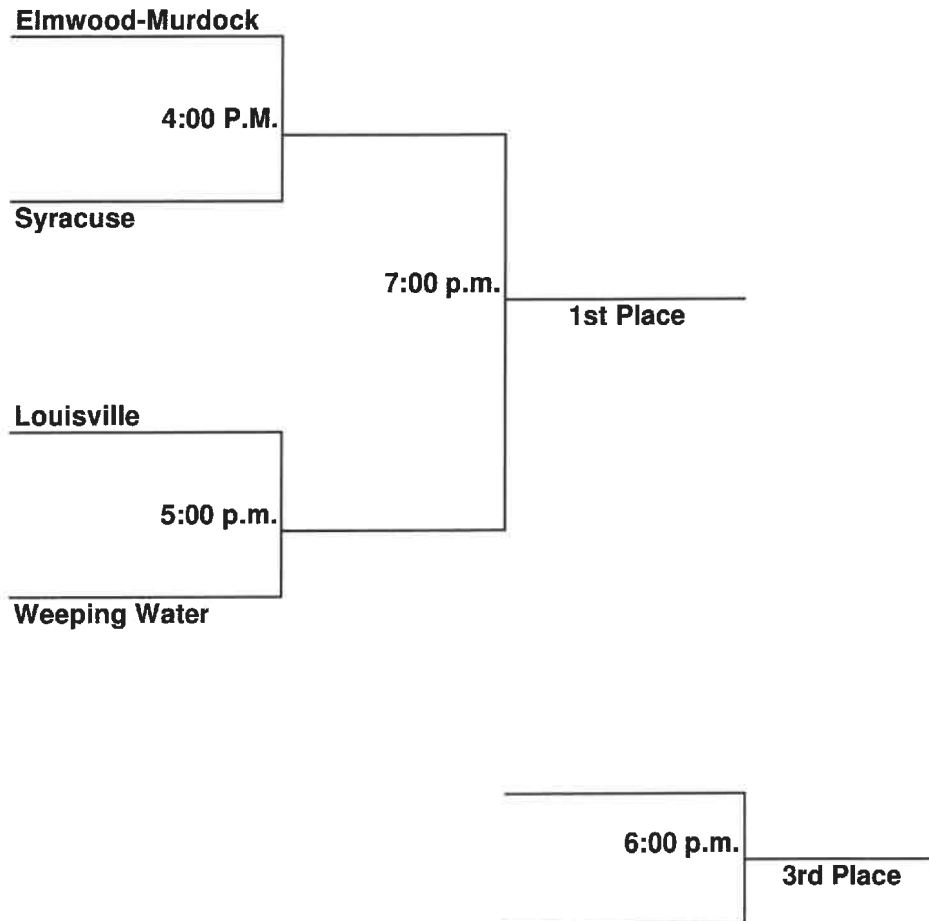 Elmwood-Murdock
4:00 P.M.
Syracuse
7:00 p.m.
1st Place
Louisville
5:00 p.m.
Weeping Water
6:00 p.m.
3rd Place